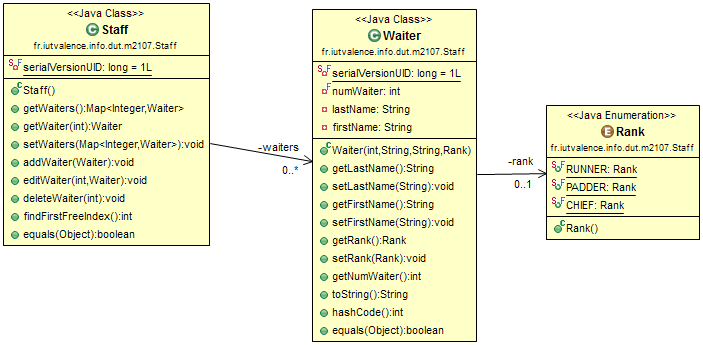 <<Java Class>>
C Staff
fr.iutvalence.info.dut.m2107.Staff
SF serialVersionUID: long = 1L
C Staff()
getWaiters():Map<Integer,Waiter>
getWaiter(int):Waiter
setWaiters(Map<Integer,Waiter>):void
addWaiter(Waiter):void
editWaiter(int,Waiter):void
deleteWaiter(int):void
findFirstFreeIndex():int
equals(Object):boolean
-waiters
0..*
<<Java Class>>
C Waiter
fr.iutvalence.info.dut.m2107.Staff
SF serialVersionUID: long = 1L
F numWaiter: int
lastName: String
firstName: String
C Waiter(int,String,String,Rank)
getLastName():String
setLastName(String):void
getFirstName():String
setFirstName(String):void
getRank():Rank
setRank(Rank):void
getNumWaiter():int
toString():String
hashCode():int
equals(Object):boolean
-rank
0..1
<<Java Enumeration>>
E Rank
fr.iutvalence.info.dut.m2107.Staff
SF RUNNER: Rank
SF PADDER: Rank
SF CHIEF: Rank
C Rank()